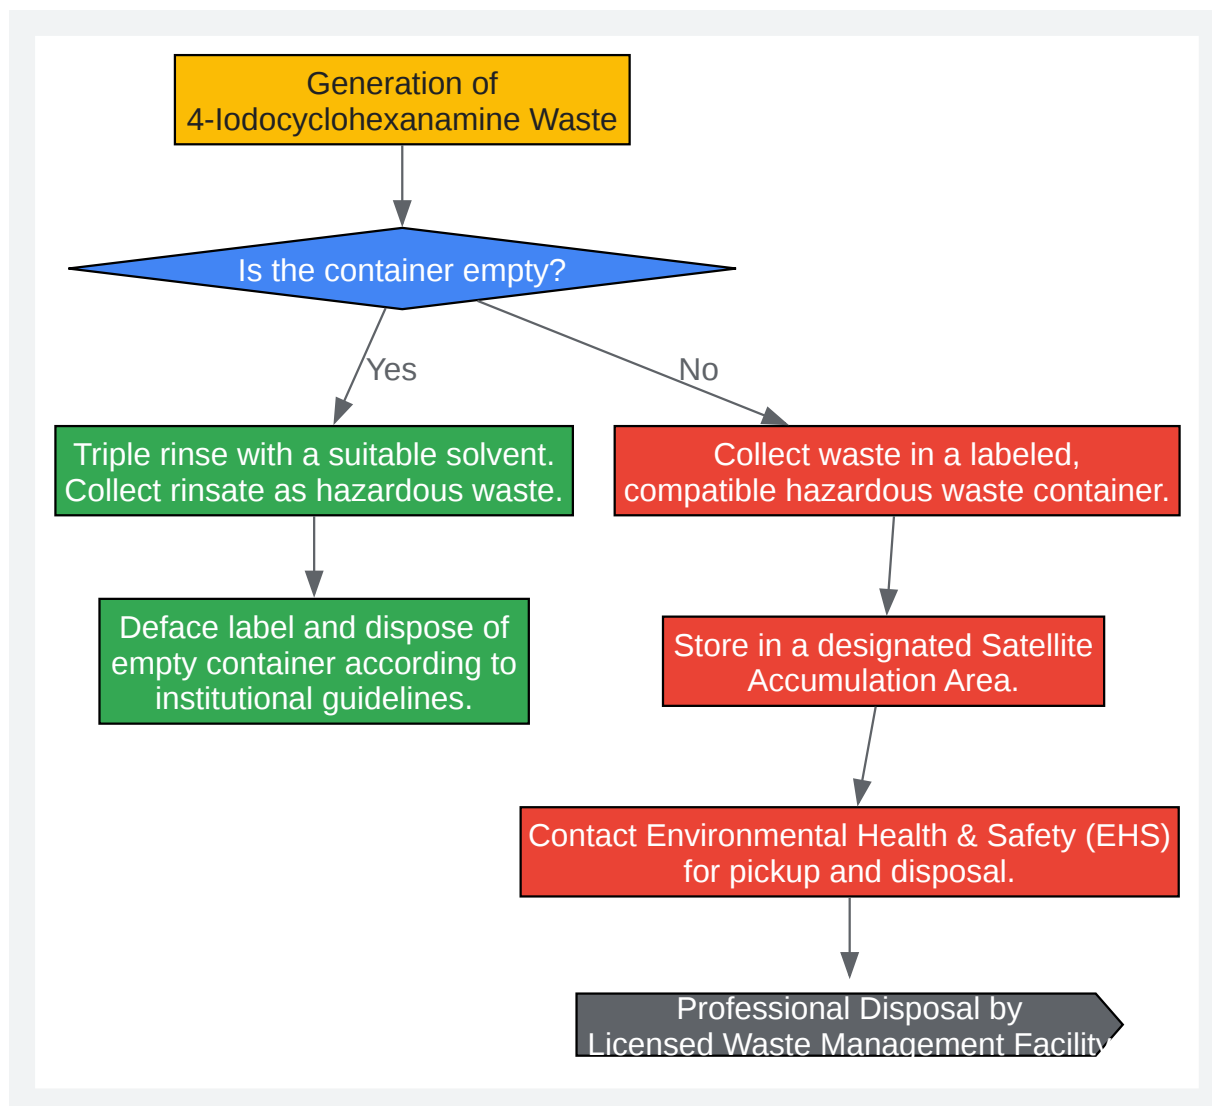 Generation of
4-Iodocyclohexanamine Waste
Is the container empty?
Yes
No
Triple rinse with a suitable solvent.
Collect rinsate as hazardous waste.
Collect waste in a labeled,
compatible hazardous waste container.
Deface label and dispose of
empty container according to
institutional guidelines.
Store in a designated Satellite
Accumulation Area.
Contact Environmental Health & Safety (EHS)
for pickup and disposal.
Professional Disposal by
Licensed Waste Management Facility